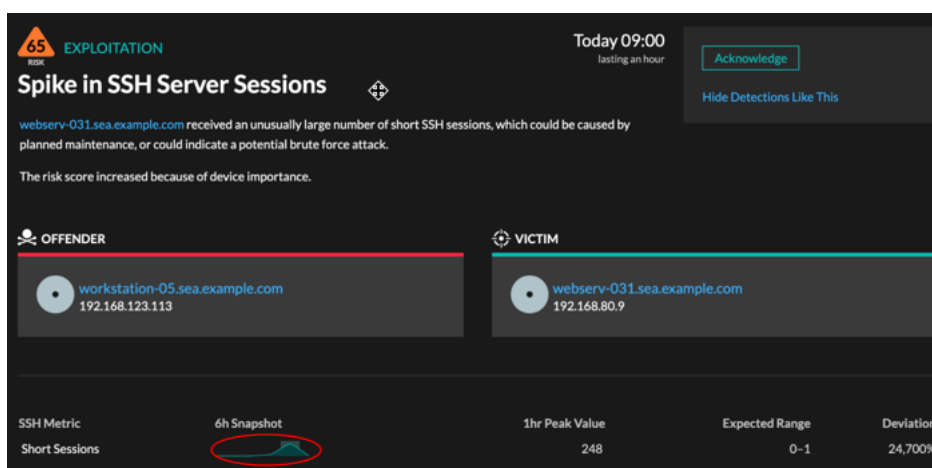 65
RISK
EXPLOITATION
Today 09:00
lasting an hour
Acknowledge
Spike in SSH Server Sessions
Hide Detections Like This
webserv-031.sea.example.com received an unusually large number of short SSH sessions, which could be caused by
planned maintenance, or could indicate a potential brute force attack.
The risk score increased because of device importance.
OFFENDER
VICTIM
workstation-05.sea.example.com
192.168.123.113
webserv-031.sea.example.com
192.168.80.9
SSH Metric 6h Snapshot 1hr Peak Value Expected Range Deviation
Short Sessions 248 0–1 24,700%